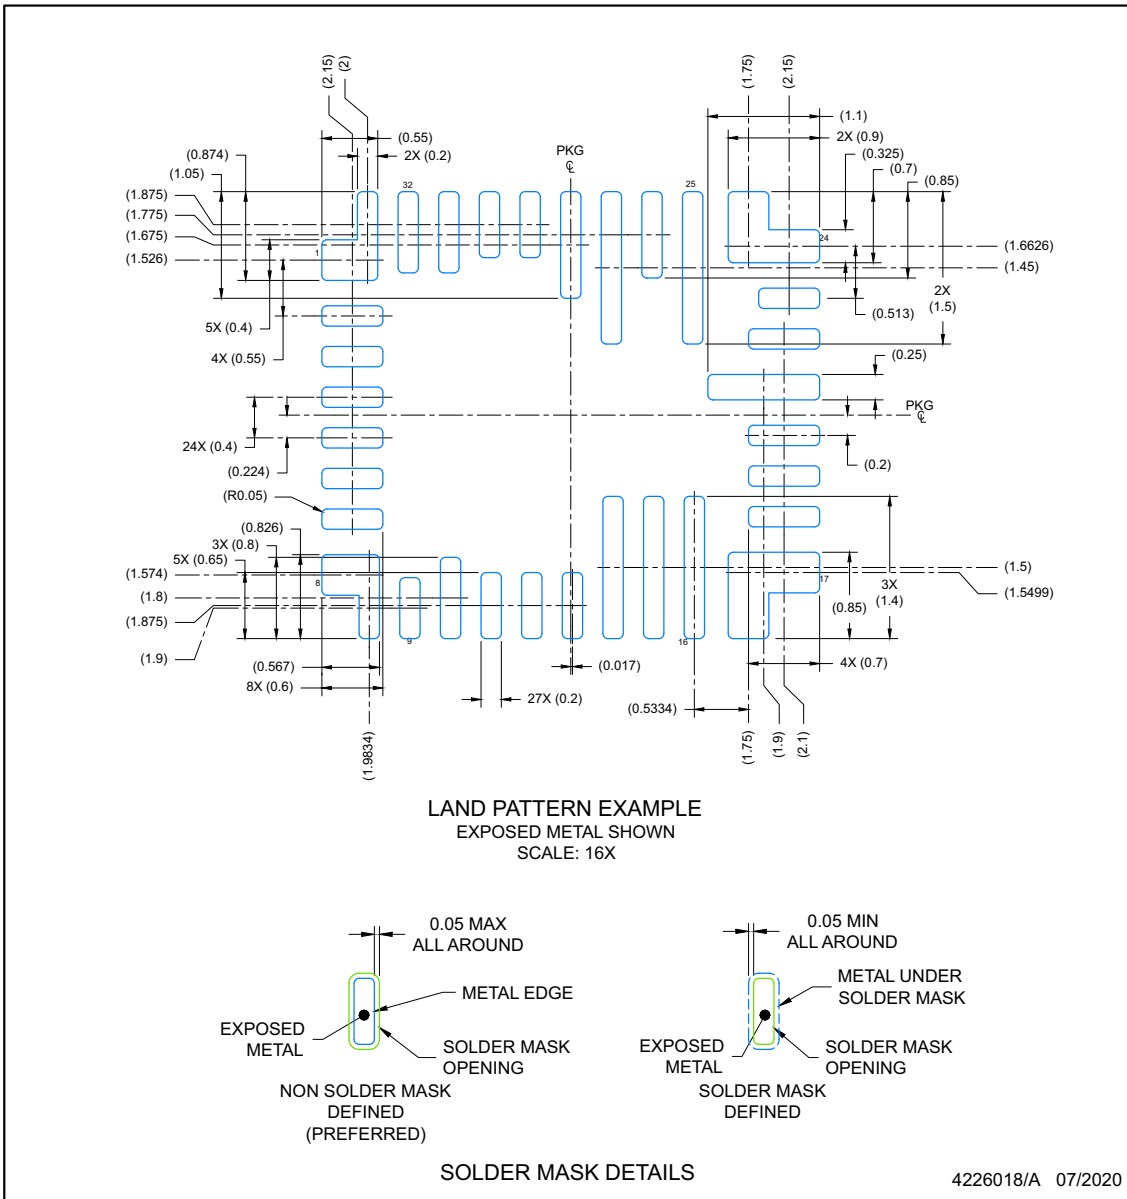 (2.15)
(2)
(1.75)
(2.15)
(0.55)
2X (0.2)
(0.874)
(1.05)
(1.875)
(1.775)
(1.675)
(1.526)
PKG
℄
(1.1)
2X (0.9)
(0.325)
(0.7)
(0.85)
32
25
1
24
(1.6626)
(1.45)
2X
(1.5)
(0.513)
5X (0.4)
4X (0.55)
(0.25)
PKG
℄
24X (0.4)
(0.224)
(0.2)
(R0.05)
(0.826)
3X (0.8)
5X (0.65)
(1.574)
(1.8)
(1.875)
(1.9)
8
9
16
17
(1.5)
(1.5499)
3X
(1.4)
(0.85)
(0.567)
8X (0.6)
(0.017)
27X (0.2)
4X (0.7)
(0.5334)
(1.9834)
(1.75)
(1.9)
(2.1)
LAND PATTERN EXAMPLE
EXPOSED METAL SHOWN
SCALE: 16X
0.05 MAX
ALL AROUND
METAL EDGE
EXPOSED
METAL
SOLDER MASK
OPENING
NON SOLDER MASK
DEFINED
(PREFERRED)
0.05 MIN
ALL AROUND
METAL UNDER
SOLDER MASK
EXPOSED
METAL
SOLDER MASK
OPENING
SOLDER MASK
DEFINED
SOLDER MASK DETAILS
4226018/A 07/2020